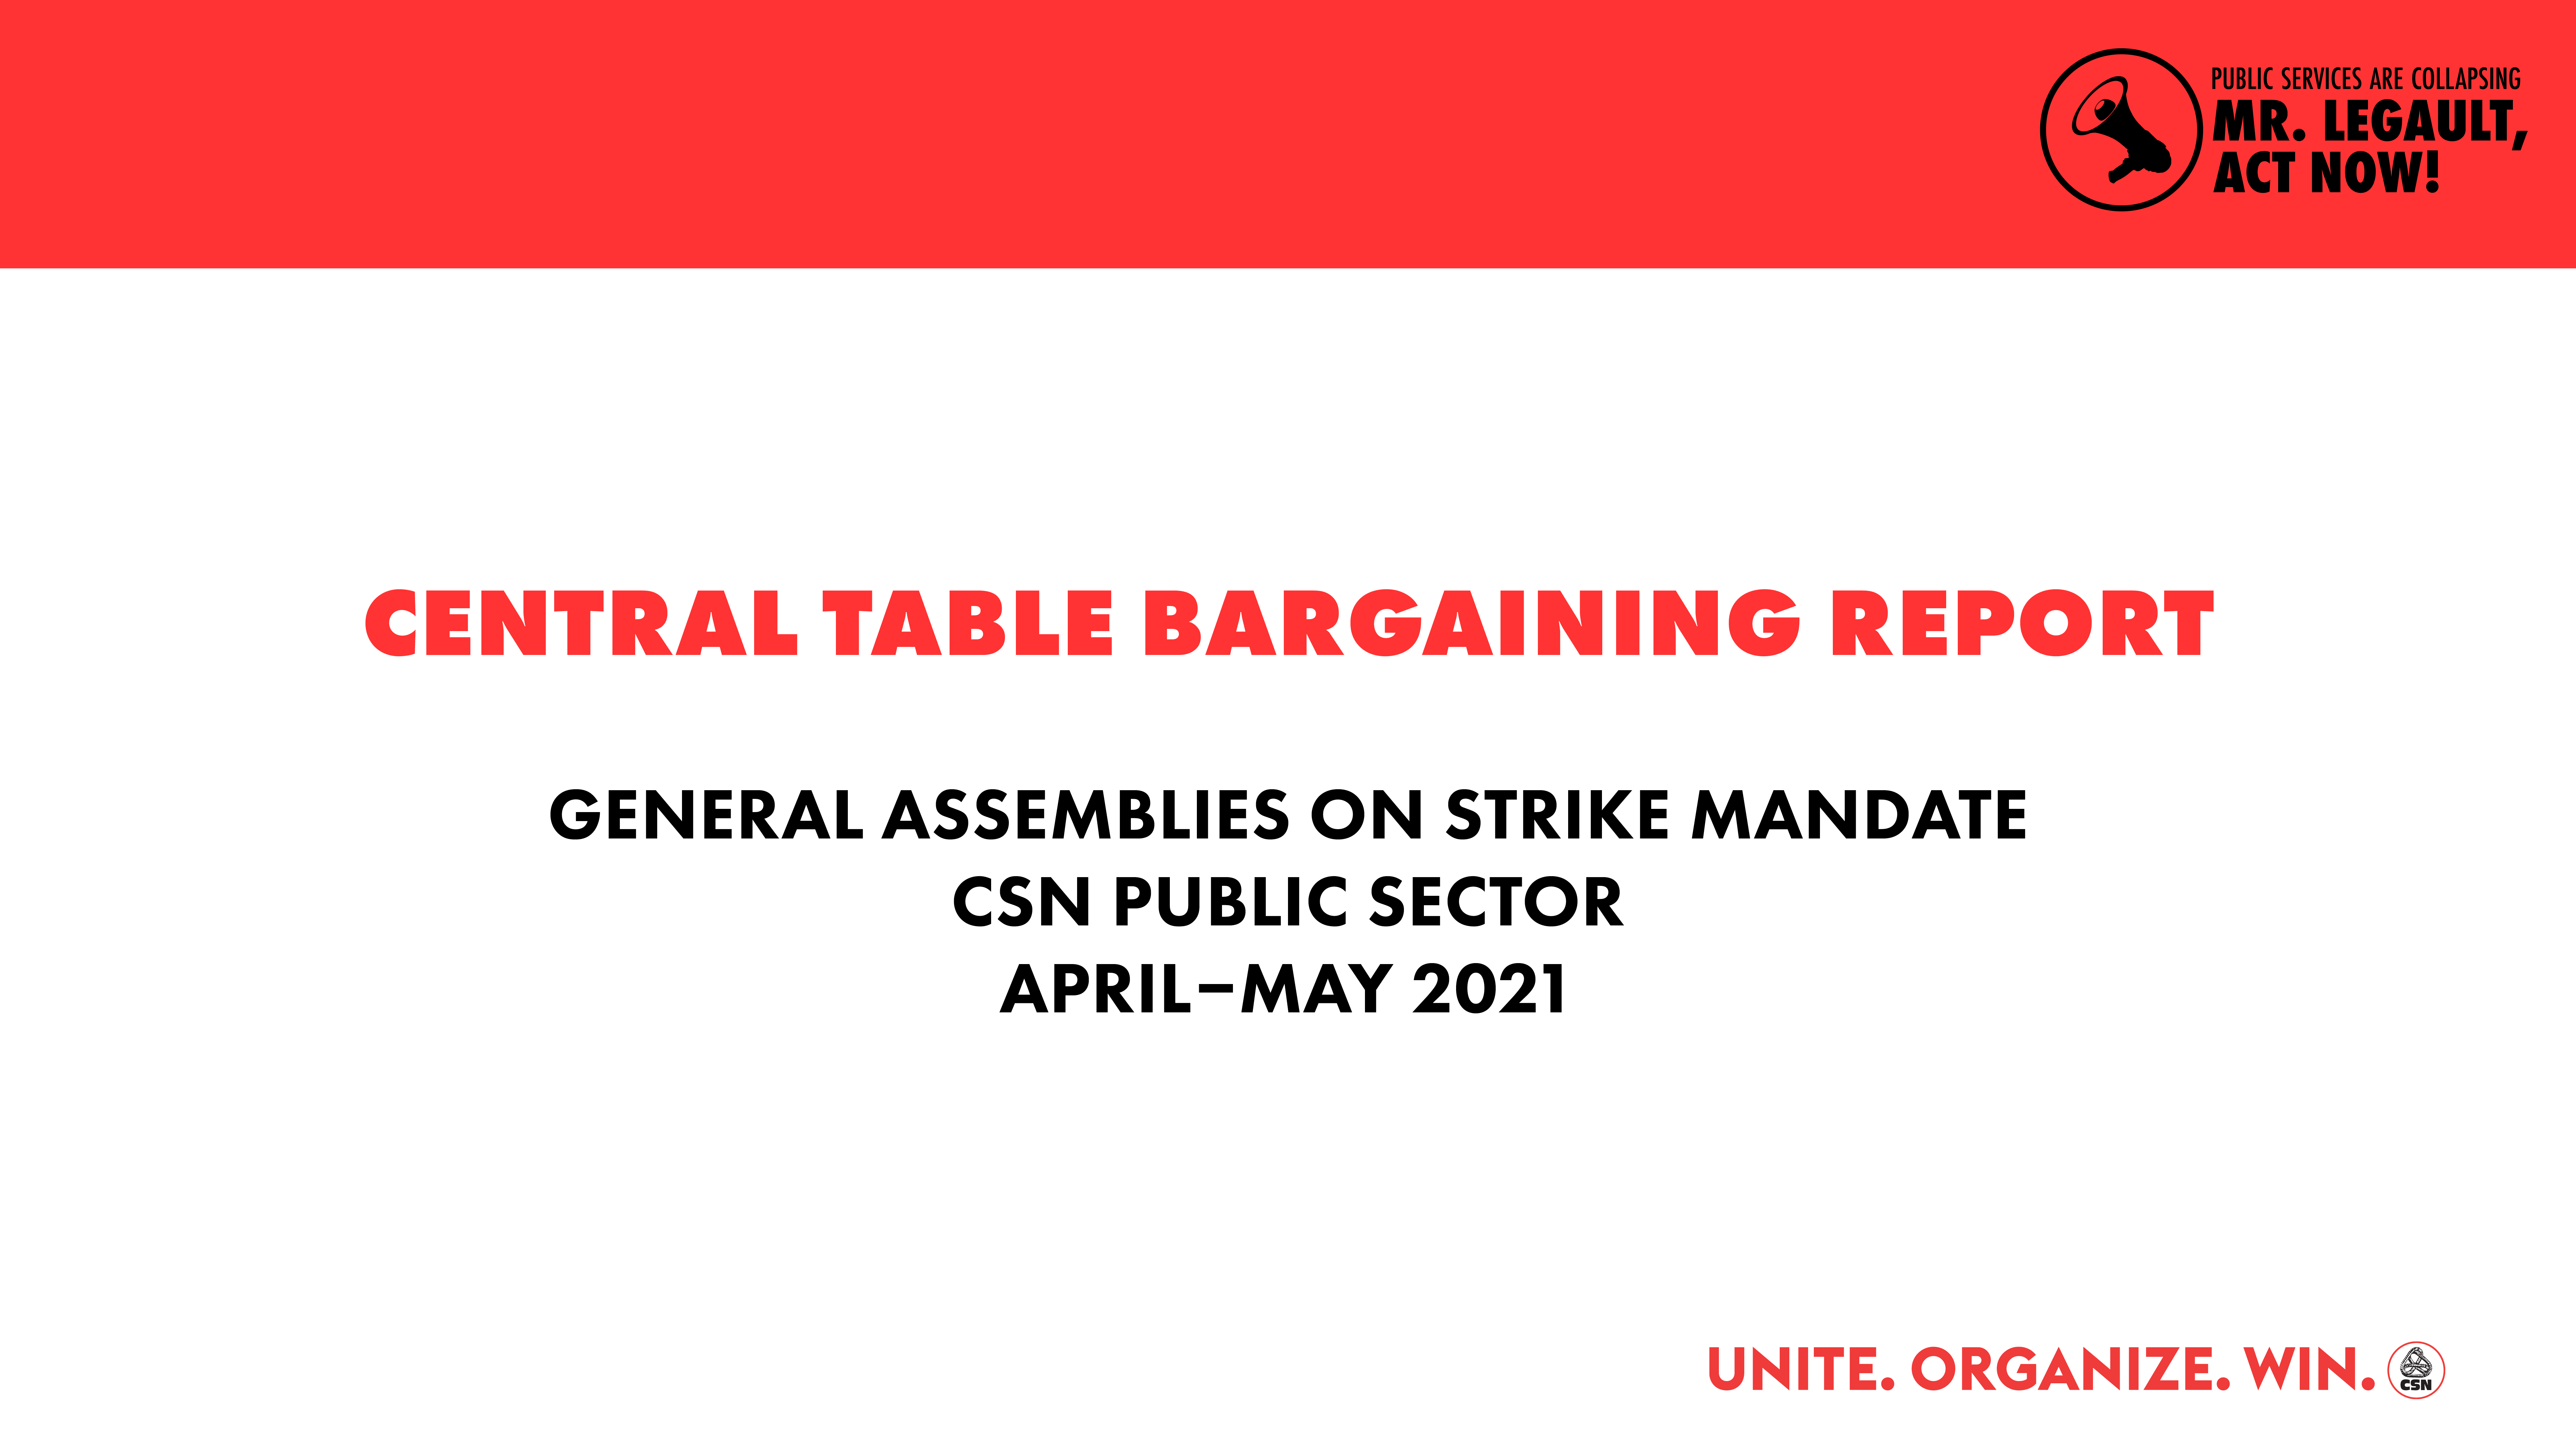 PUBLIC SERVICES ARE COLLAPSING
MR. LEGAULT,
ACT NOW!
CENTRAL TABLE BARGAINING REPORT
GENERAL ASSEMBLIES ON STRIKE MANDATE
CSN PUBLIC SECTOR
APRIL–MAY 2021
UNITE. ORGANIZE. WIN.
CSN